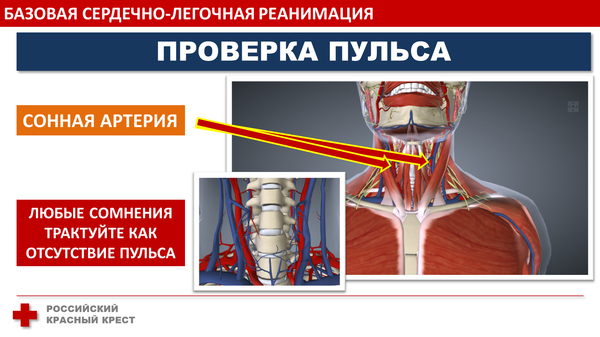 БАЗОВАЯ СЕРДЕЧНО-ЛЕГОЧНАЯ РЕАНИМАЦИЯ
ПРОВЕРКА ПУЛЬСА
СОННАЯ АРТЕРИЯ
ЛЮБЫЕ СОМНЕНИЯ
ТРАКТУЙТЕ КАК
ОТСУТСТВИЕ ПУЛЬСА
РОССИЙСКИЙ
КРАСНЫЙ КРЕСТ